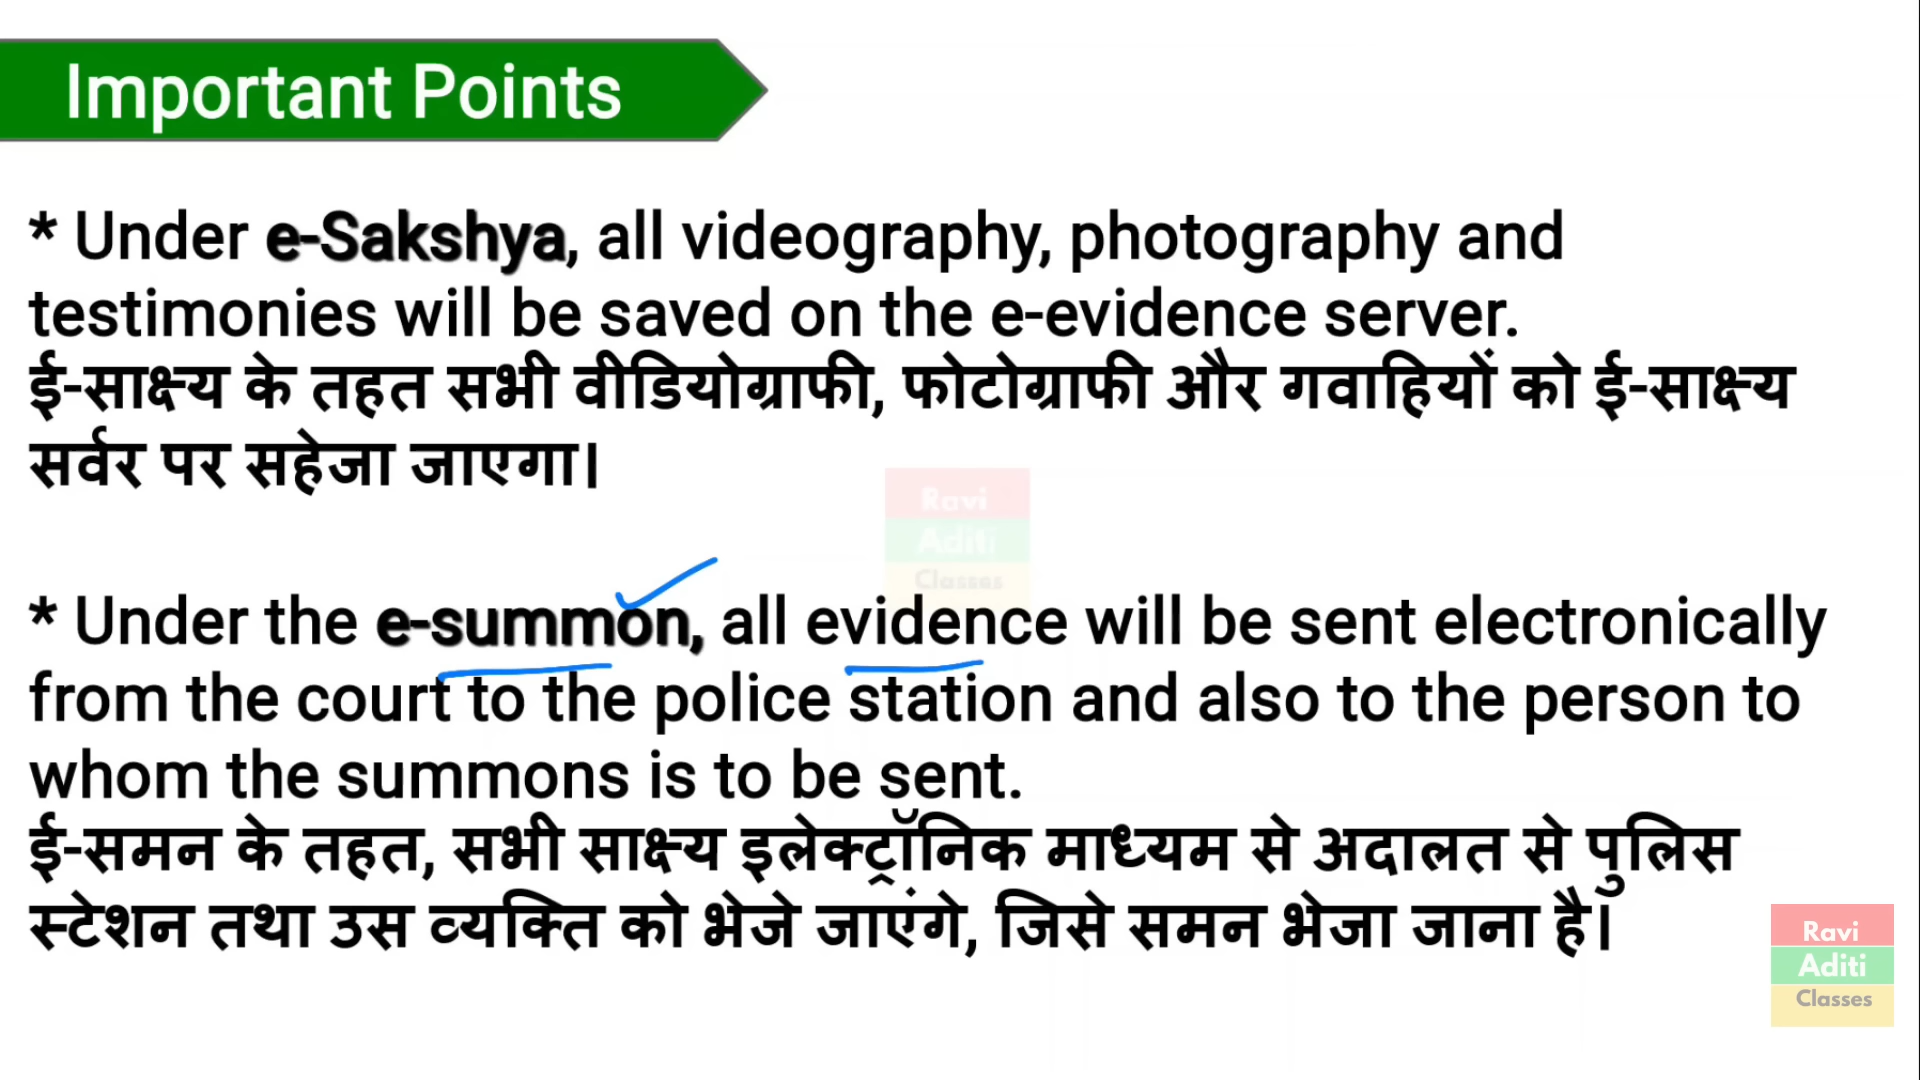 Important Points
* Under e-Sakshya, all videography, photography and
testimonies will be saved on the e-evidence server.
ई-साक्ष्य के तहत सभी वीडियोग्राफी, फोटोग्राफी और गवाहियों को ई-साक्ष्य
सर्वर पर सहेजा जाएगा।
Ravi
Aditi
Classes
* Under the e-summon, all evidence will be sent electronically
from the court to the police station and also to the person to
whom the summons is to be sent.
ई-समन के तहत, सभी साक्ष्य इलेक्ट्रॉनिक माध्यम से अदालत से पुलिस
स्टेशन तथा उस व्यक्ति को भेजे जाएंगे, जिसे समन भेजा जाना है।
Ravi
Aditi
Classes